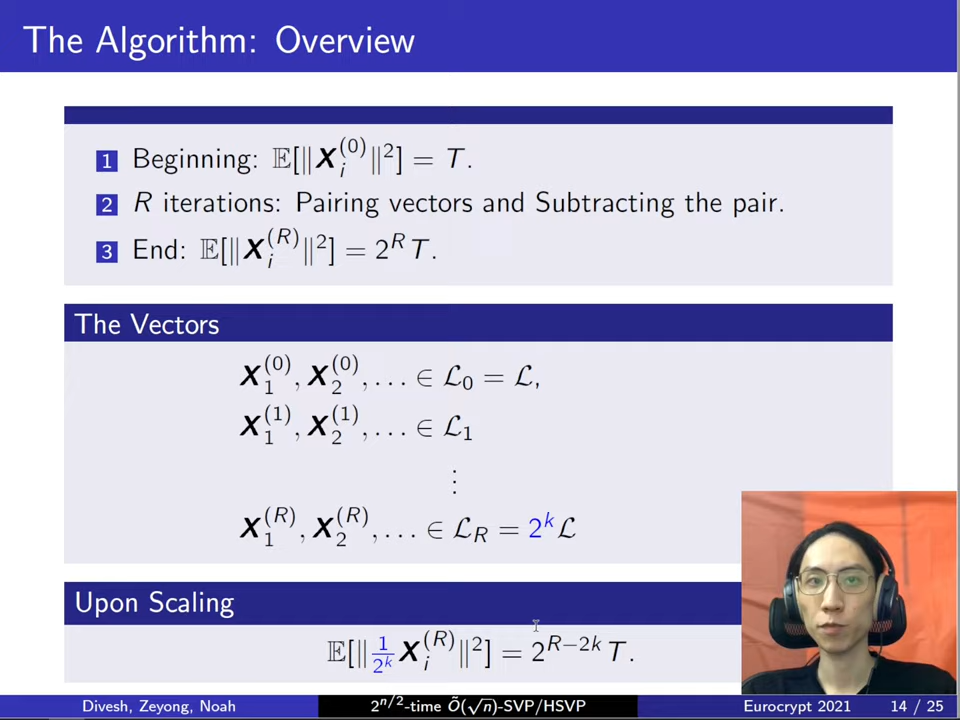 The Algorithm: Overview
1 Beginning: 𝔼[‖X_i^(0)‖²] = T.
2 R iterations: Pairing vectors and Subtracting the pair.
3 End: 𝔼[‖X_i^(R)‖²] = 2^R T.
The Vectors
X_1^(0), X_2^(0), … ∈ ℒ_0 = ℒ,
X_1^(1), X_2^(1), … ∈ ℒ_1
⋮
X_1^(R), X_2^(R), … ∈ ℒ_R = 2^k ℒ
Upon Scaling
𝔼[‖1/2^k X_i^(R)‖²] = 2^(R−2k) T.
Divesh, Zeyong, Noah 2^(n/2)-time Õ(√n)-SVP/HSVP Eurocrypt 2021 14 / 25